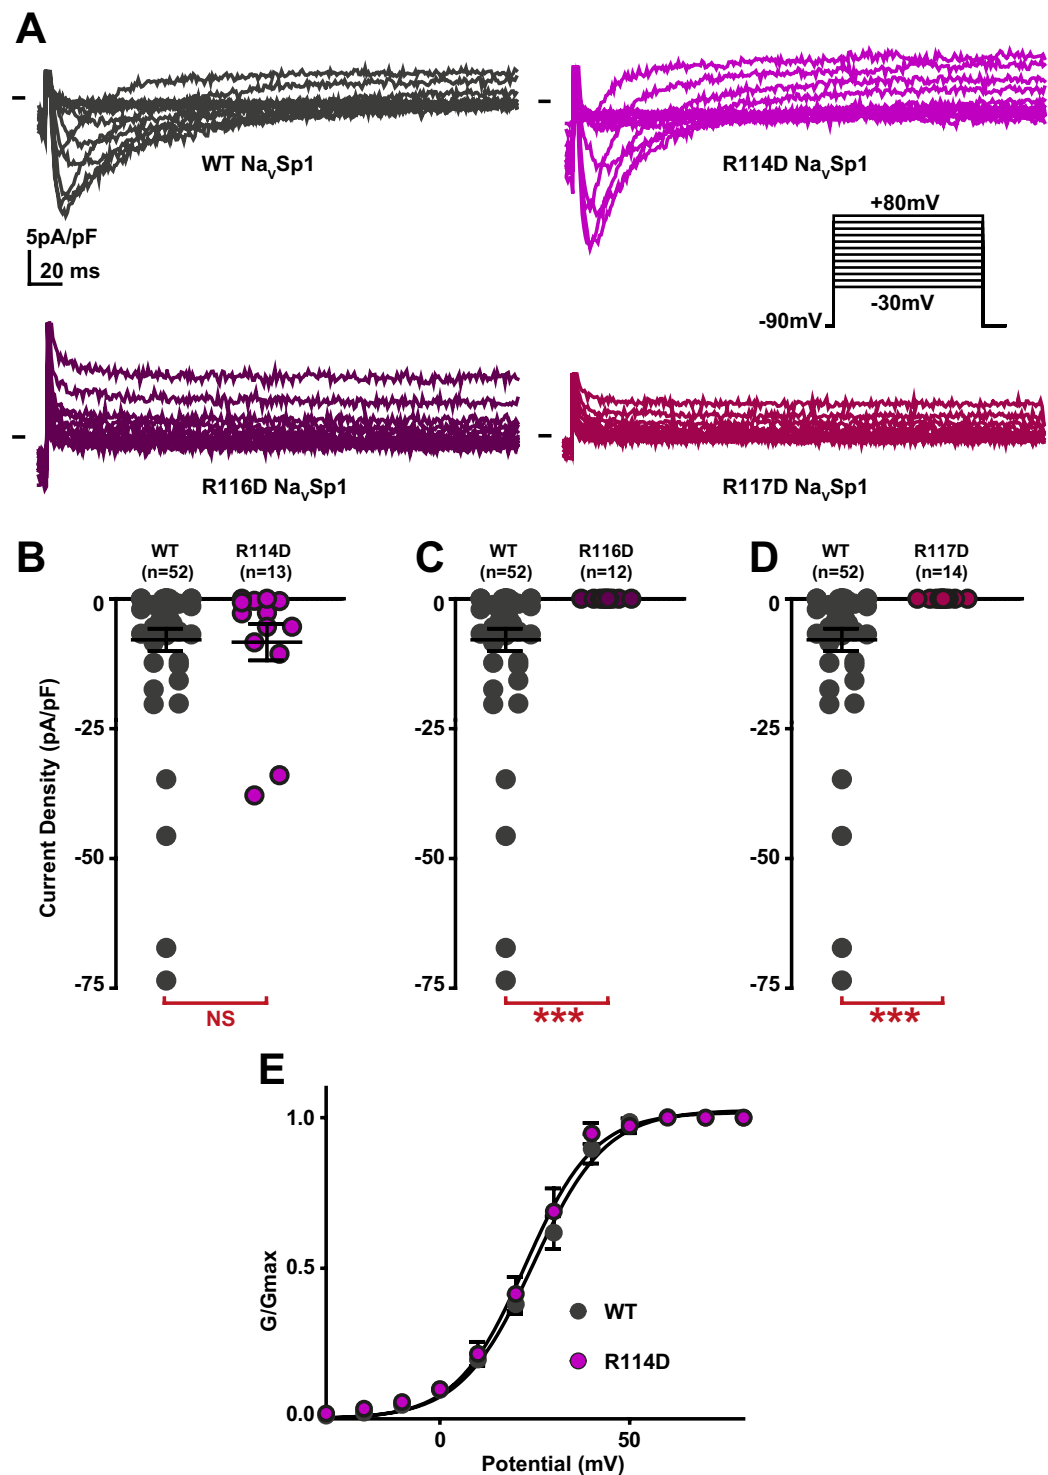 A
WT NavSp1
R114D NavSp1
5pA/pF
20 ms
+80mV
-30mV
-90mV
R116D NavSp1
R117D NavSp1
B
WT
(n=52)
R114D
(n=13)
C
WT
(n=52)
R116D
(n=12)
D
WT
(n=52)
R117D
(n=14)
Current Density (pA/pF)
0
-25
-50
-75
NS
0
-25
-50
-75
***
0
-25
-50
-75
***
E
G/Gmax
1.0
0.5
0.0
WT
R114D
0
50
Potential (mV)